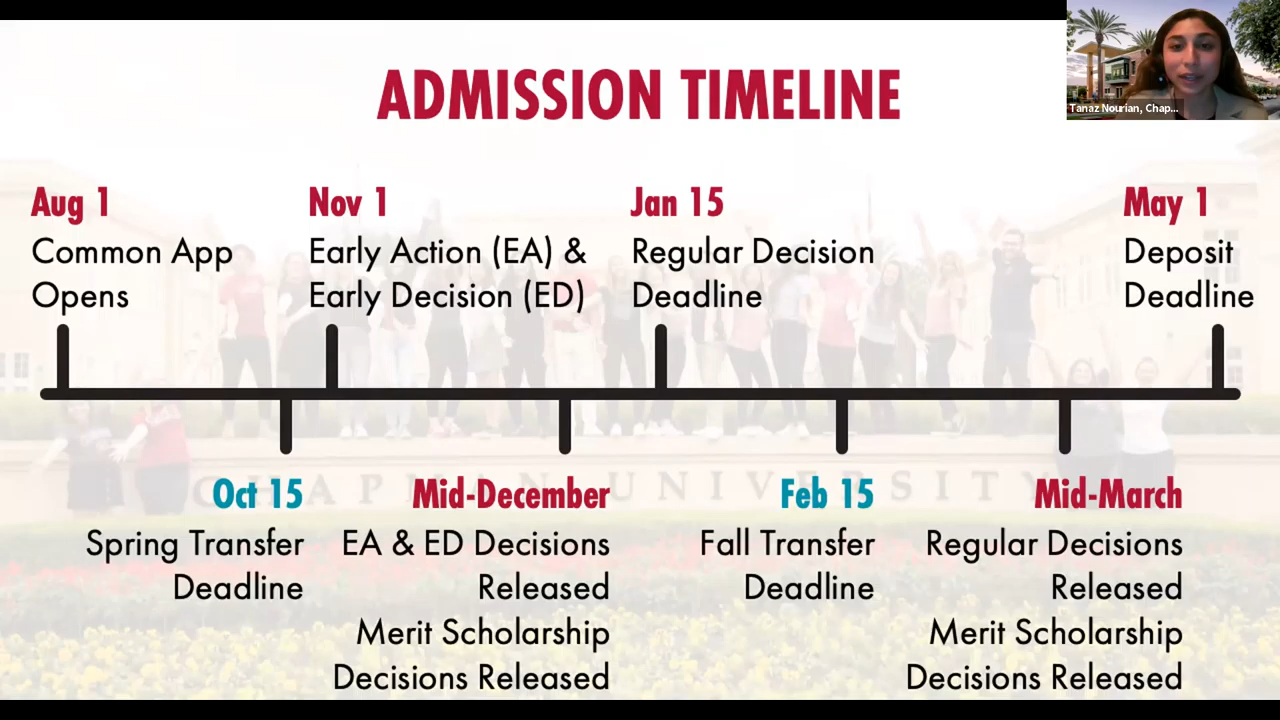 ADMISSION TIMELINE
Tanaz Nourian, Chap...
Aug 1
Common App
Opens
Nov 1
Early Action (EA) &
Early Decision (ED)
Jan 15
Regular Decision
Deadline
May 1
Deposit
Deadline
CHAPMAN UNIVERSITY
Oct 15
Spring Transfer
Deadline
Mid-December
EA & ED Decisions
Released
Merit Scholarship
Decisions Released
Feb 15
Fall Transfer
Deadline
Mid-March
Regular Decisions
Released
Merit Scholarship
Decisions Released